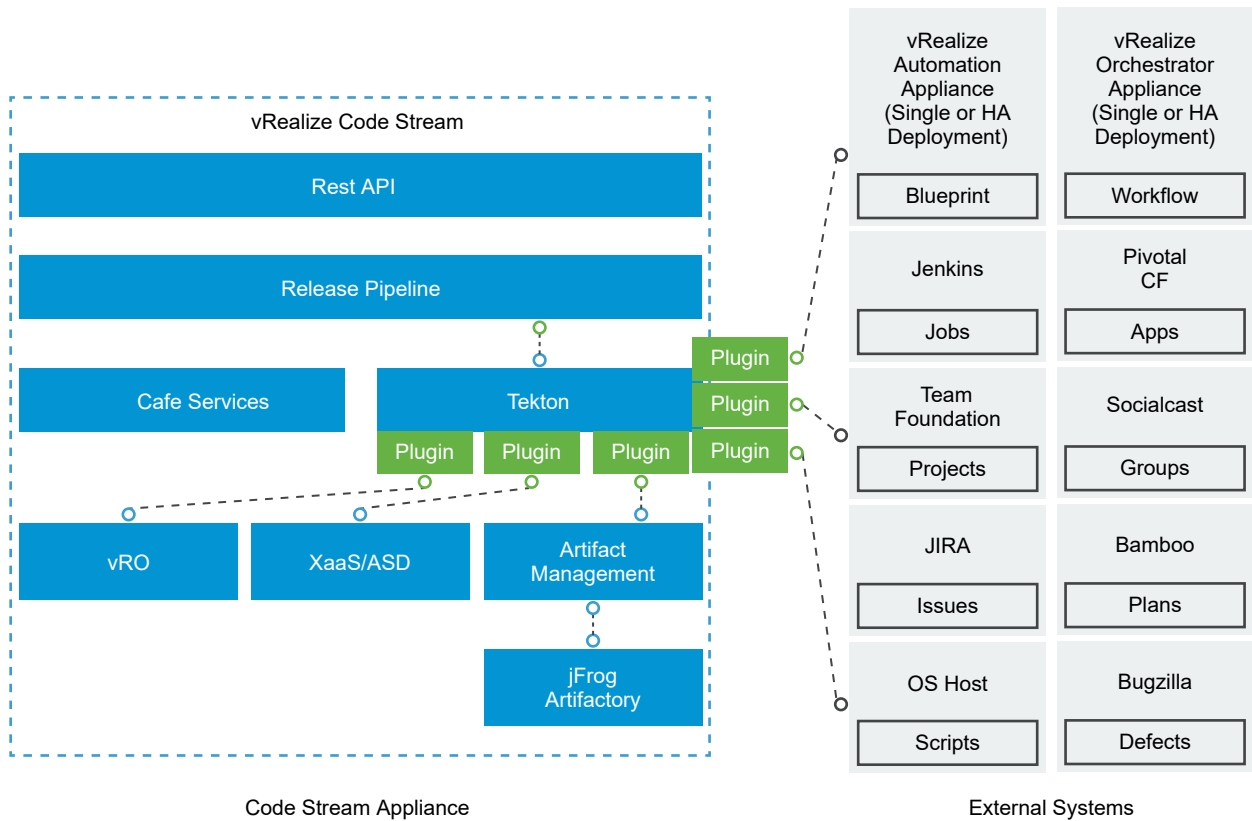 vRealize Code Stream
Rest API
Release Pipeline
Cafe Services
Tekton
Plugin
Plugin
Plugin
Plugin
Plugin
Plugin
vRO
XaaS/ASD
Artifact
Management
jFrog
Artifactory
Code Stream Appliance
vRealize
Automation
Appliance
(Single or HA
Deployment)
Blueprint
vRealize
Orchestrator
Appliance
(Single or HA
Deployment)
Workflow
Jenkins
Jobs
Pivotal
CF
Apps
Team
Foundation
Projects
Socialcast
Groups
JIRA
Issues
Bamboo
Plans
OS Host
Scripts
Bugzilla
Defects
External Systems